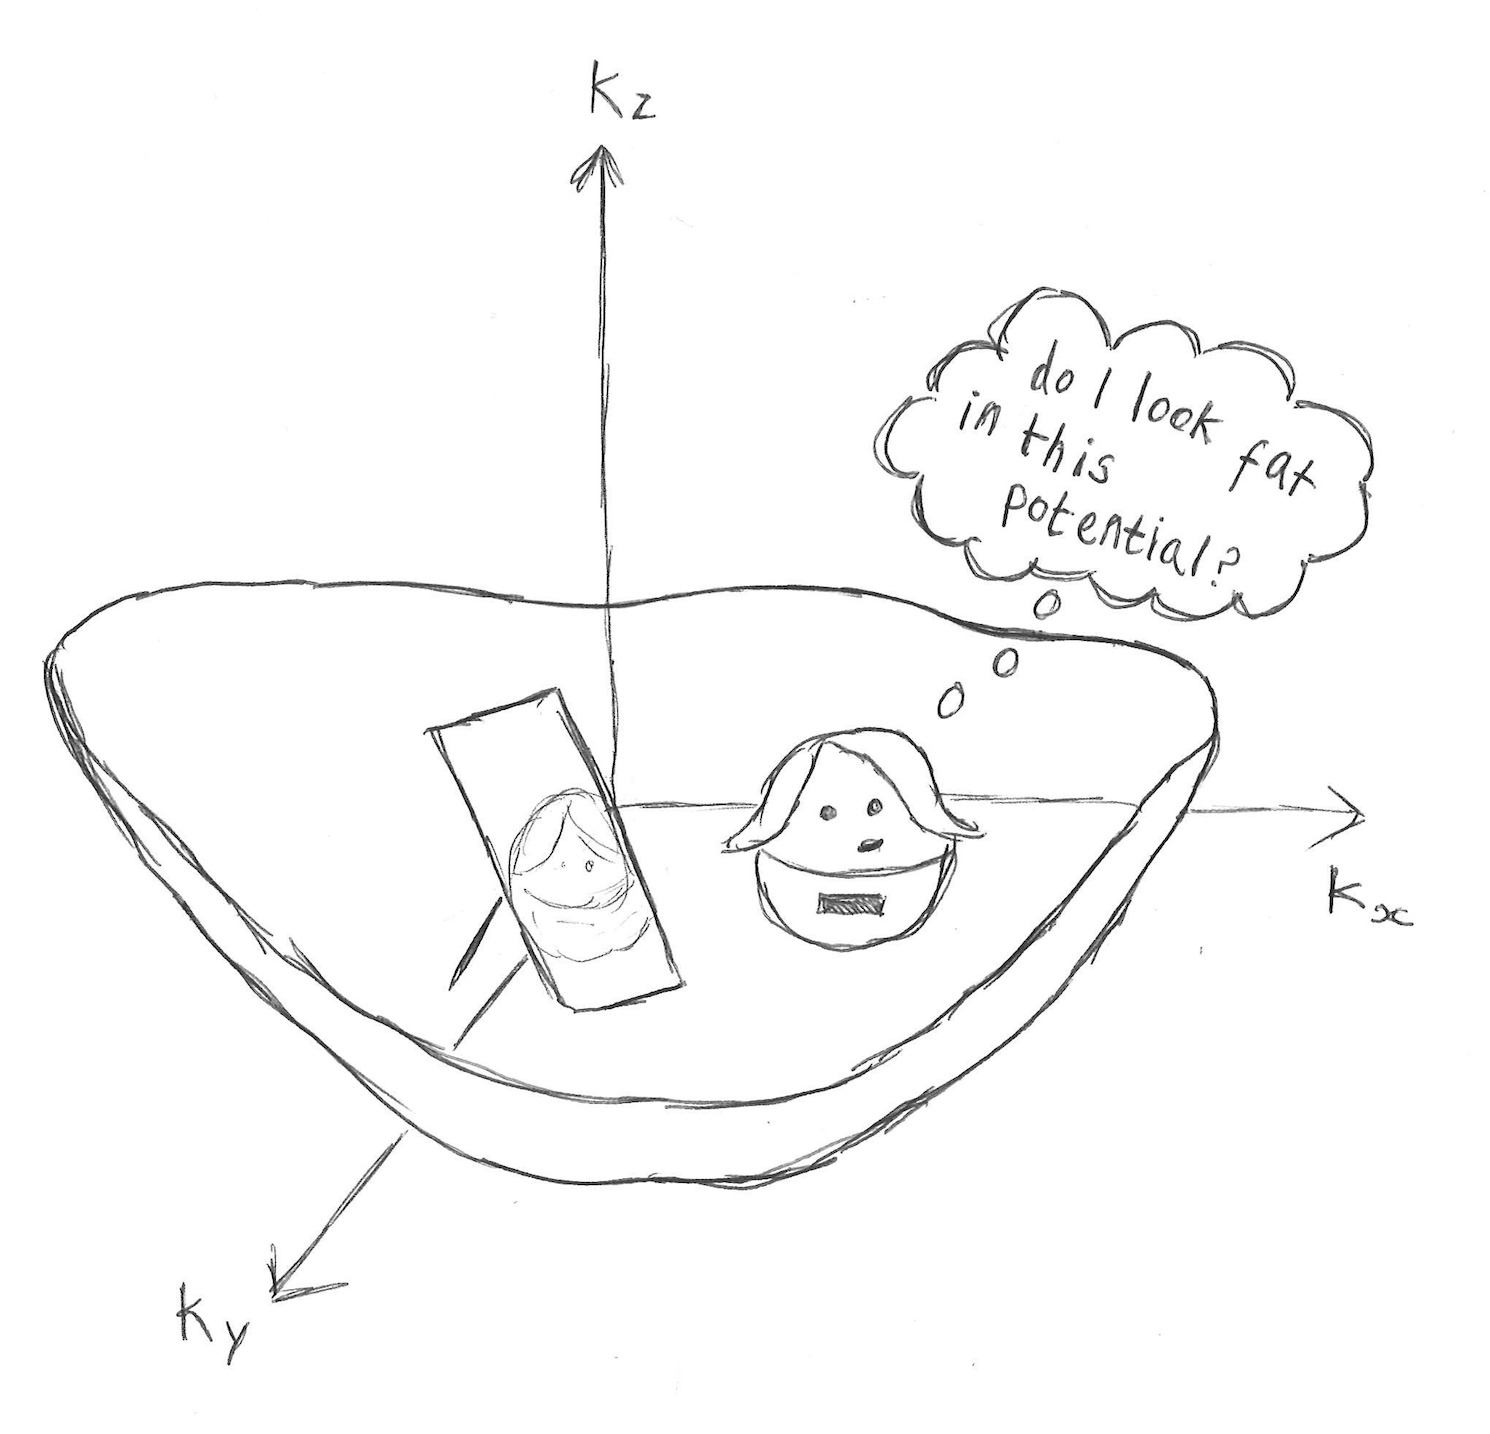 kz
do I look fat
in this
potential?
kx
ky